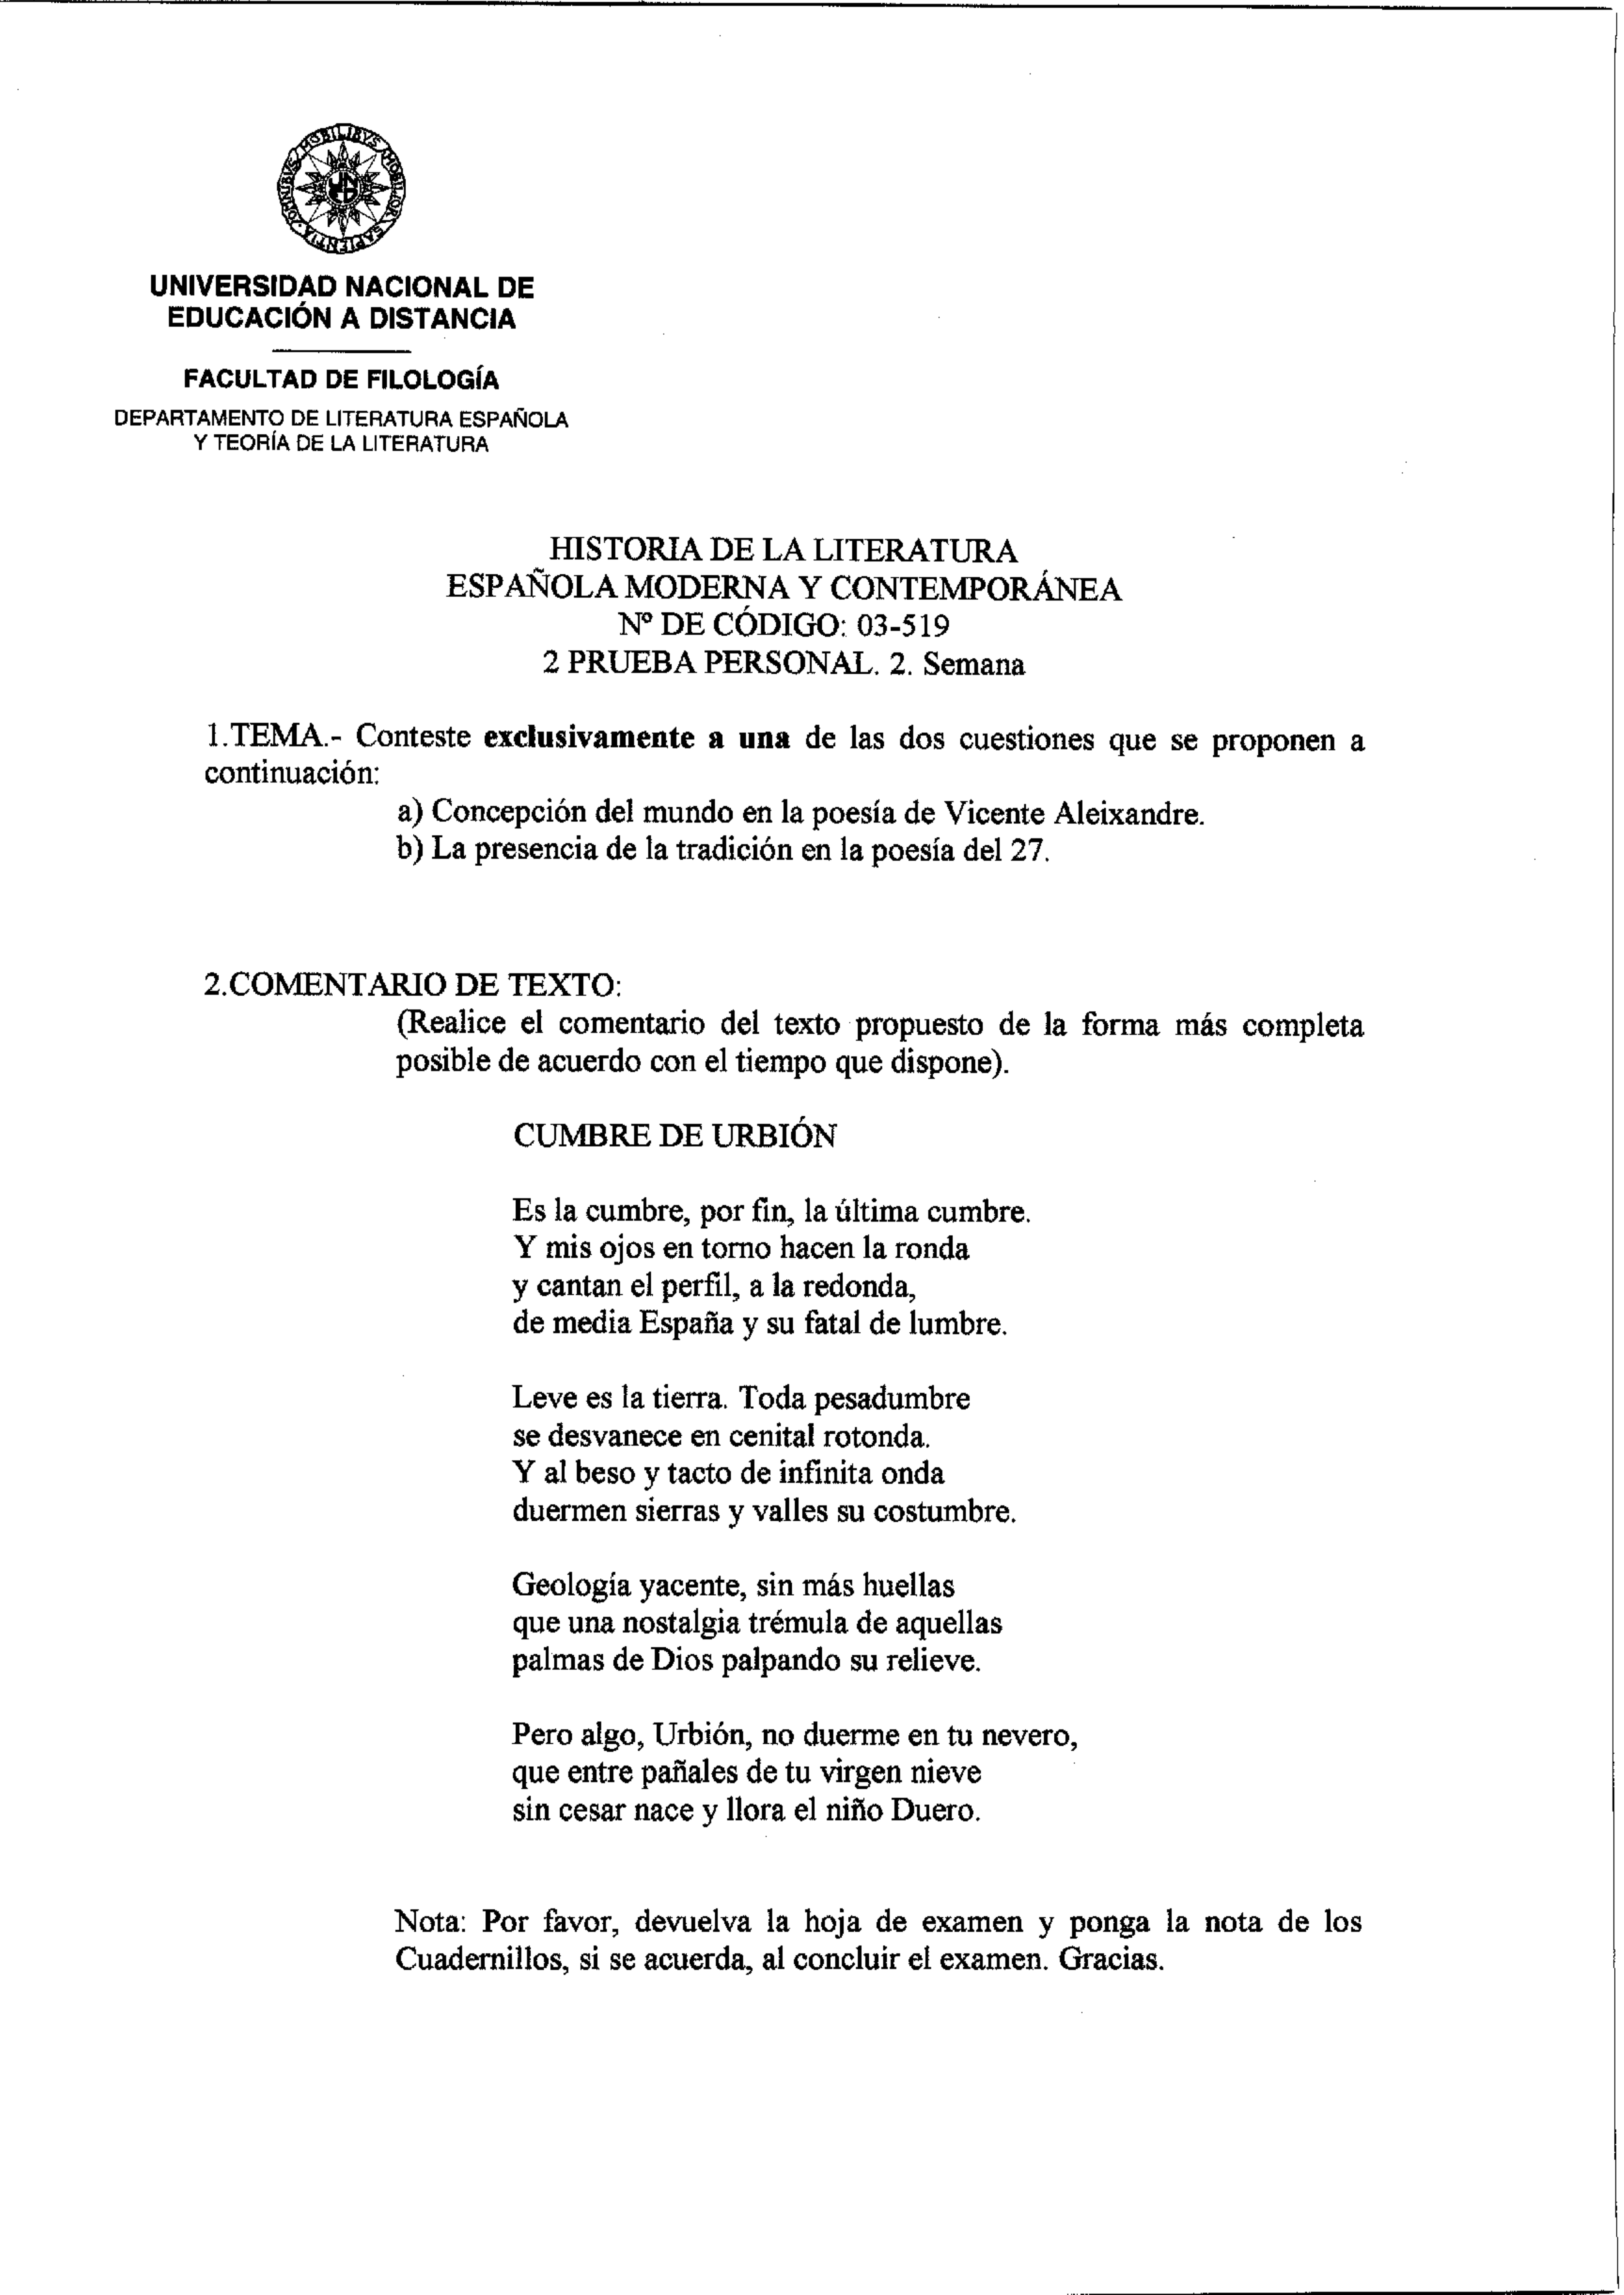 OMNIBVS MOBILIBVS MOBILIOR SAPIENTIA
UNED
UNIVERSIDAD NACIONAL DE
EDUCACIÓN A DISTANCIA
FACULTAD DE FILOLOGÍA
DEPARTAMENTO DE LITERATURA ESPAÑOLA
Y TEORÍA DE LA LITERATURA
HISTORIA DE LA LITERATURA
ESPAÑOLA MODERNA Y CONTEMPORÁNEA
Nº DE CÓDIGO: 03-519
2 PRUEBA PERSONAL. 2. Semana
1.TEMA.- Conteste exclusivamente a una de las dos cuestiones que se proponen a
continuación:
a) Concepción del mundo en la poesía de Vicente Aleixandre.
b) La presencia de la tradición en la poesía del 27.
2.COMENTARIO DE TEXTO:
(Realice el comentario del texto propuesto de la forma más completa
posible de acuerdo con el tiempo que dispone).
CUMBRE DE URBIÓN
Es la cumbre, por fin, la última cumbre.
Y mis ojos en torno hacen la ronda
y cantan el perfil, a la redonda,
de media España y su fatal de lumbre.
Leve es la tierra. Toda pesadumbre
se desvanece en cenital rotonda.
Y al beso y tacto de infinita onda
duermen sierras y valles su costumbre.
Geología yacente, sin más huellas
que una nostalgia trémula de aquellas
palmas de Dios palpando su relieve.
Pero algo, Urbión, no duerme en tu nevero,
que entre pañales de tu virgen nieve
sin cesar nace y llora el niño Duero.
Nota: Por favor, devuelva la hoja de examen y ponga la nota de los
Cuadernillos, si se acuerda, al concluir el examen. Gracias.